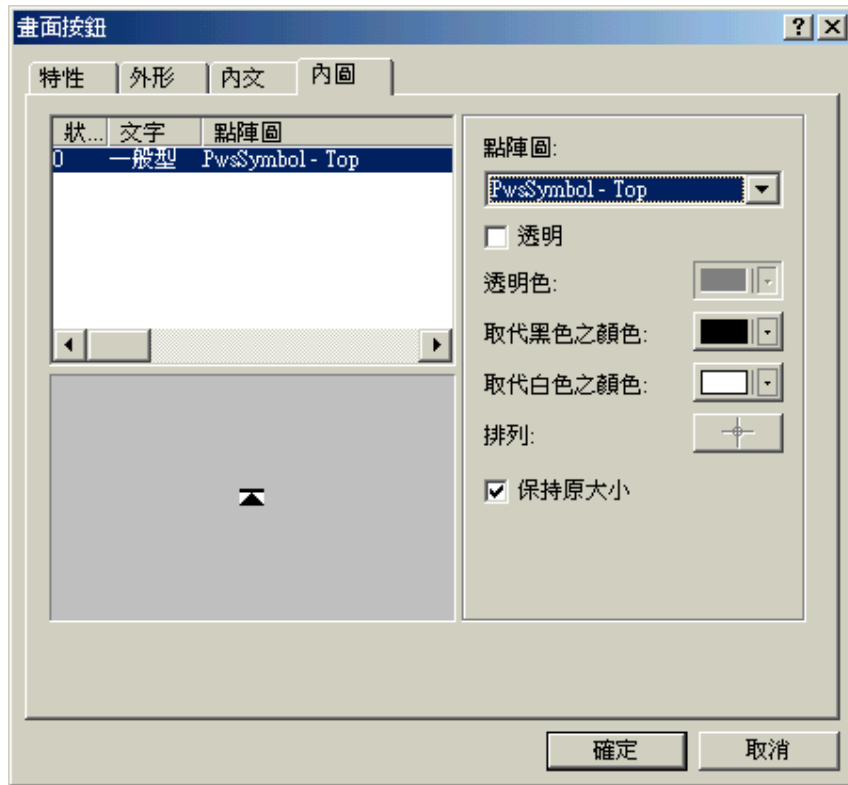 畫面按鈕
特性 外形 內文 內圖
狀... 文字 點陣圖
0 一般型 PwsSymbol - Top
點陣圖:
PwsSymbol - Top
透明
透明色:
取代黑色之顏色:
取代白色之顏色:
排列:
保持原大小
確定 取消